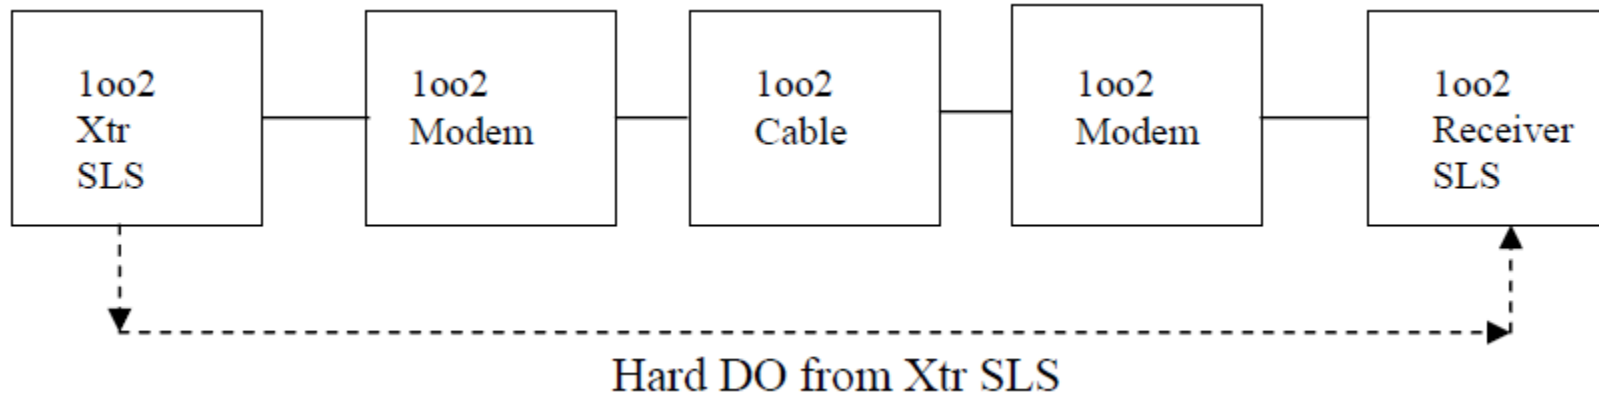 1oo2
Xtr
SLS
1oo2
Modem
1oo2
Cable
1oo2
Modem
1oo2
Receiver
SLS
Hard DO from Xtr SLS